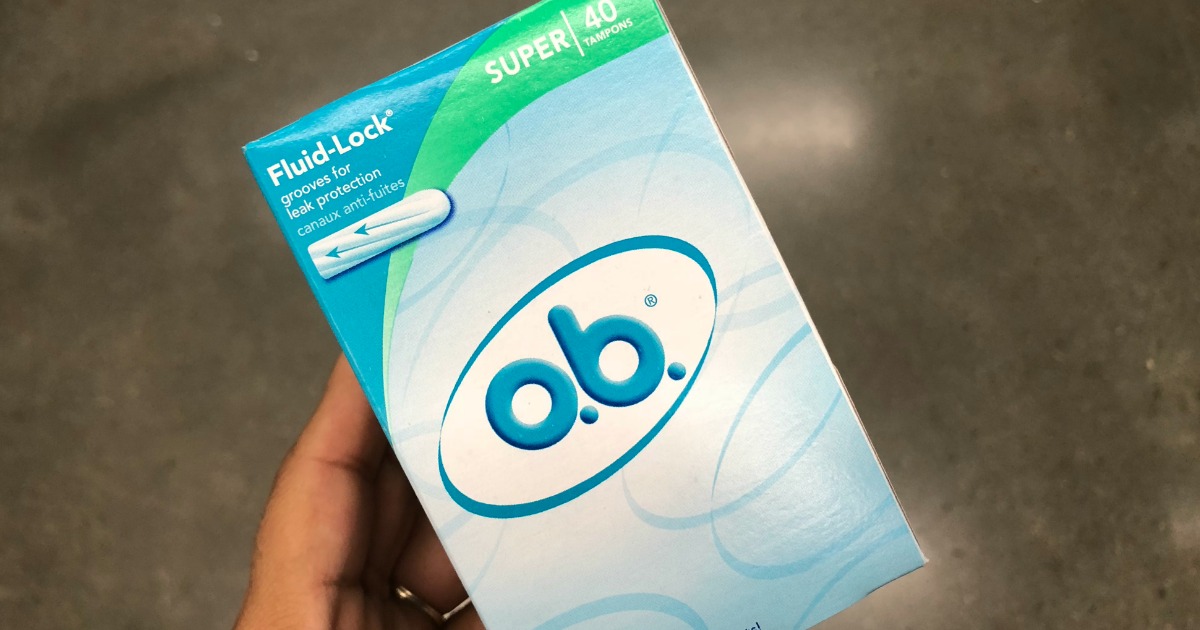 SUPER | 40
TAMPONS
Fluid-Lock®
grooves for
leak protection
canaux anti-fuites
o.b.®